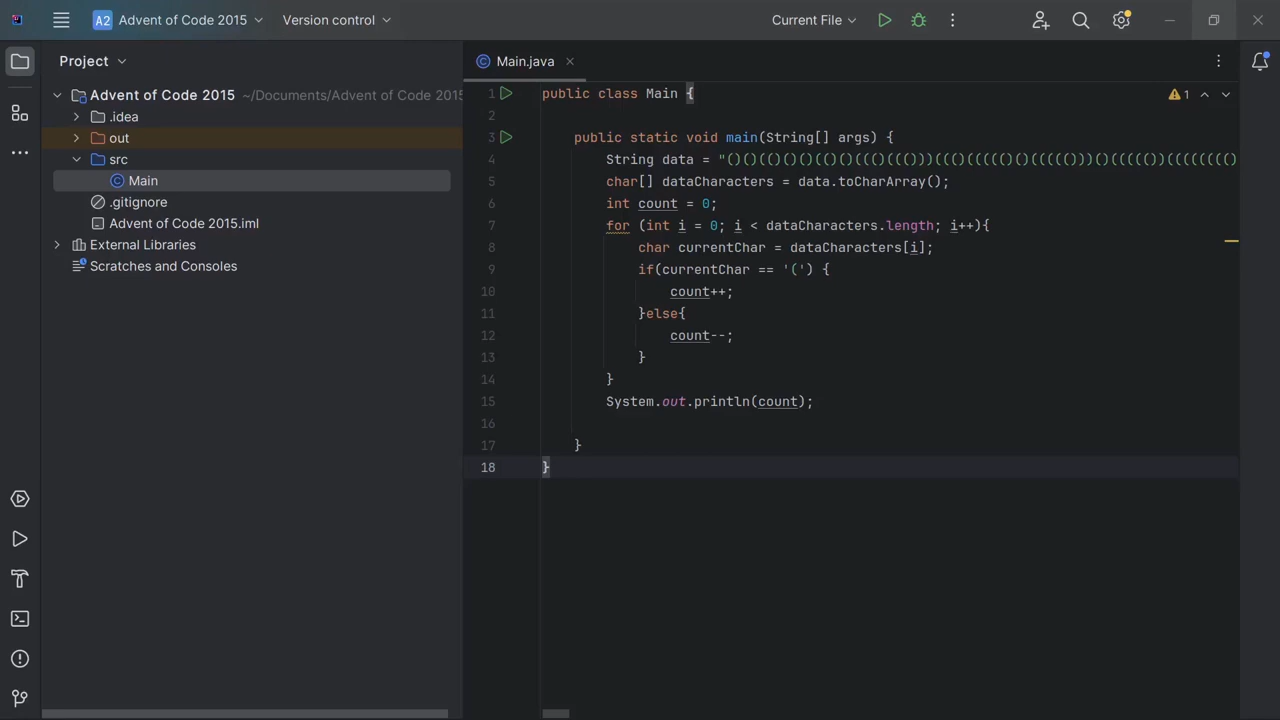 A2 Advent of Code 2015 Version control Current File
Project
Main.java
Advent of Code 2015 ~/Documents/Advent of Code 2015
.idea
out
src
Main
.gitignore
Advent of Code 2015.iml
External Libraries
Scratches and Consoles
1
1 public class Main {
2
3 public static void main(String[] args) {
4 String data = "()()(()()()(()()((()((()))((()((((()()((((()))()((((())(((((((()
5 char[] dataCharacters = data.toCharArray();
6 int count = 0;
7 for (int i = 0; i < dataCharacters.length; i++){
8 char currentChar = dataCharacters[i];
9 if(currentChar == '(') {
10 count++;
11 }else{
12 count--;
13 }
14 }
15 System.out.println(count);
16
17 }
18 }